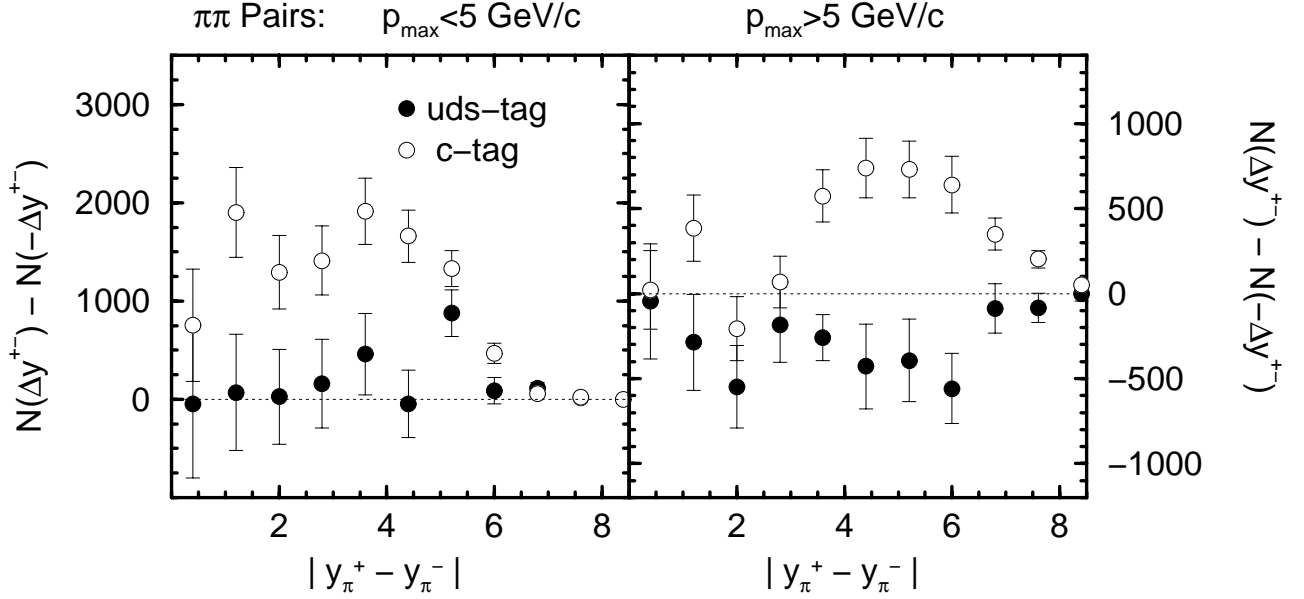 ππ Pairs: p_max<5 GeV/c p_max>5 GeV/c
3000
2000
1000
0
N(Δy⁺⁻) − N(−Δy⁺⁻)
uds−tag
c−tag
1000
500
0
−500
−1000
N(Δy⁺⁻) − N(−Δy⁺⁻)
2 4 6 8 2 4 6 8
| y_π⁺ − y_π⁻ | | y_π⁺ − y_π⁻ |